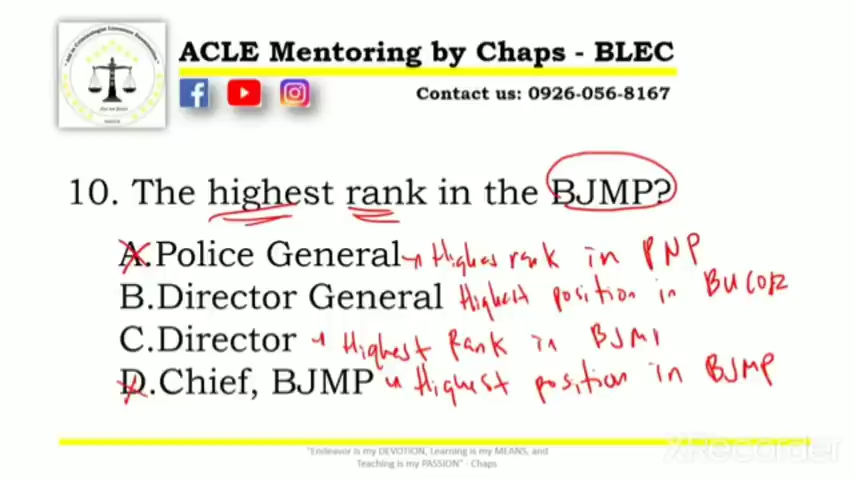 ACLE Mentoring by Chaps - BLEC
Contact us: 0926-056-8167
10. The highest rank in the BJMP?
A.Police General Highes rank in PNP
B.Director General Highest position in BUCOR
C.Director Highest Rank in BJMP
D.Chief, BJMP Highest position in BJMP
"Endeavor is my DEVOTION, Learning is my MEANS, and
Teaching is my PASSION" - Chaps
XRecorder